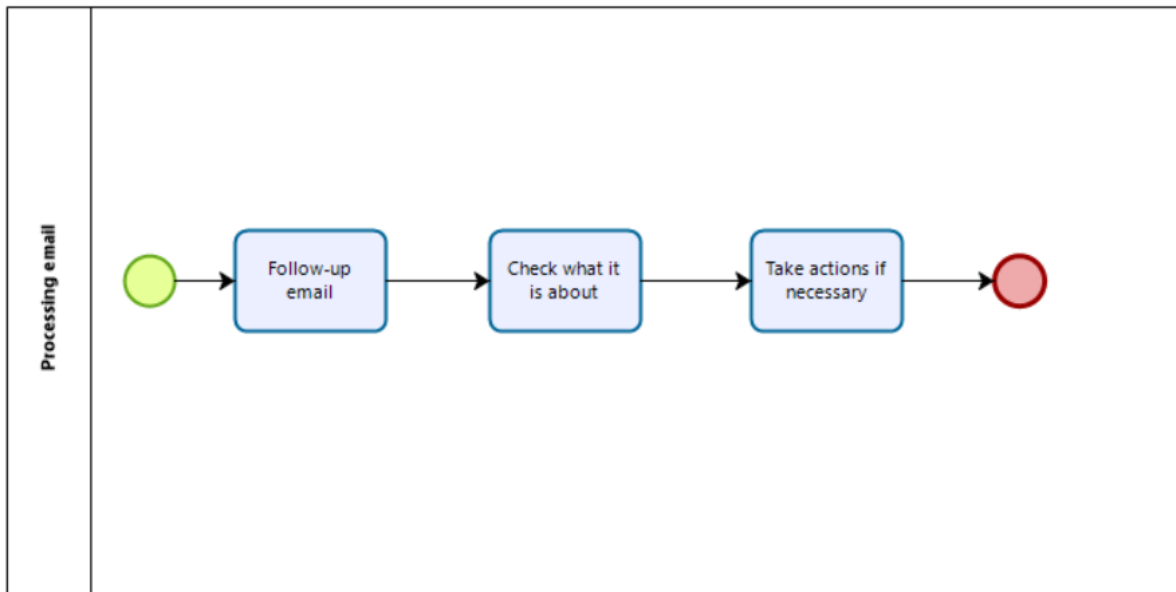 Processing email
Follow-up
email
Check what it
is about
Take actions if
necessary